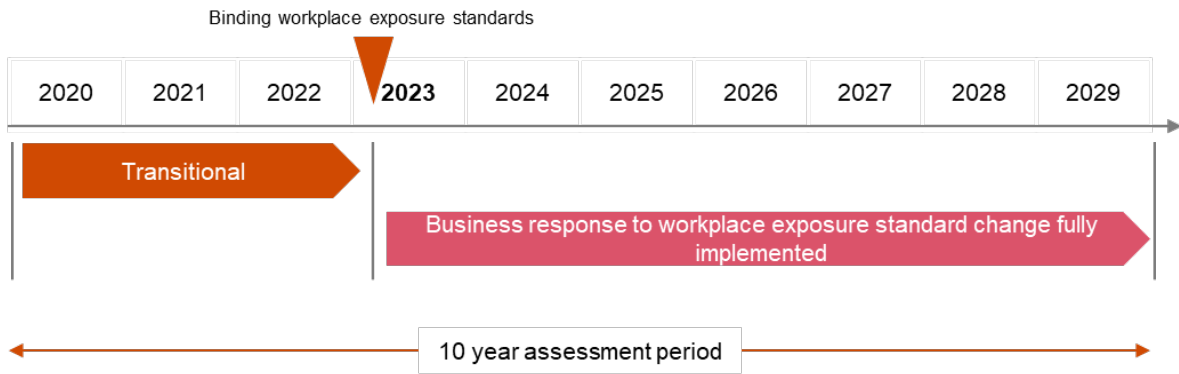 Binding workplace exposure standards
2020 2021 2022 2023 2024 2025 2026 2027 2028 2029
Transitional
Business response to workplace exposure standard change fully
implemented
10 year assessment period